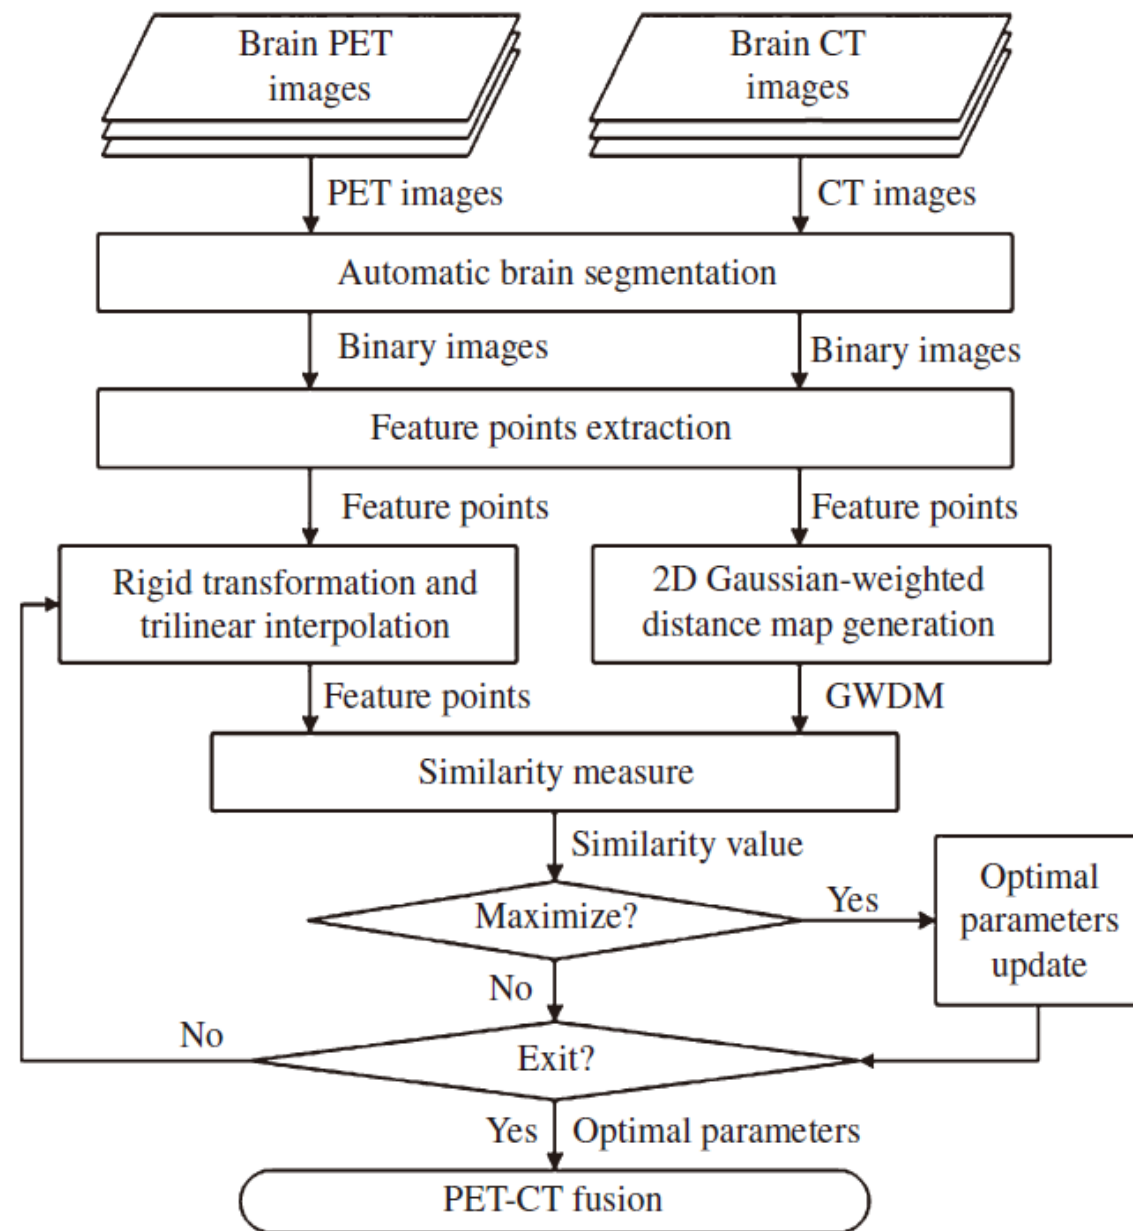 Brain PET
images
Brain CT
images
PET images
CT images
Automatic brain segmentation
Binary images
Binary images
Feature points extraction
Feature points
Feature points
Rigid transformation and
trilinear interpolation
2D Gaussian-weighted
distance map generation
Feature points
GWDM
Similarity measure
Similarity value
Maximize?
Yes
Optimal
parameters
update
No
No
Exit?
Yes
Optimal parameters
PET-CT fusion